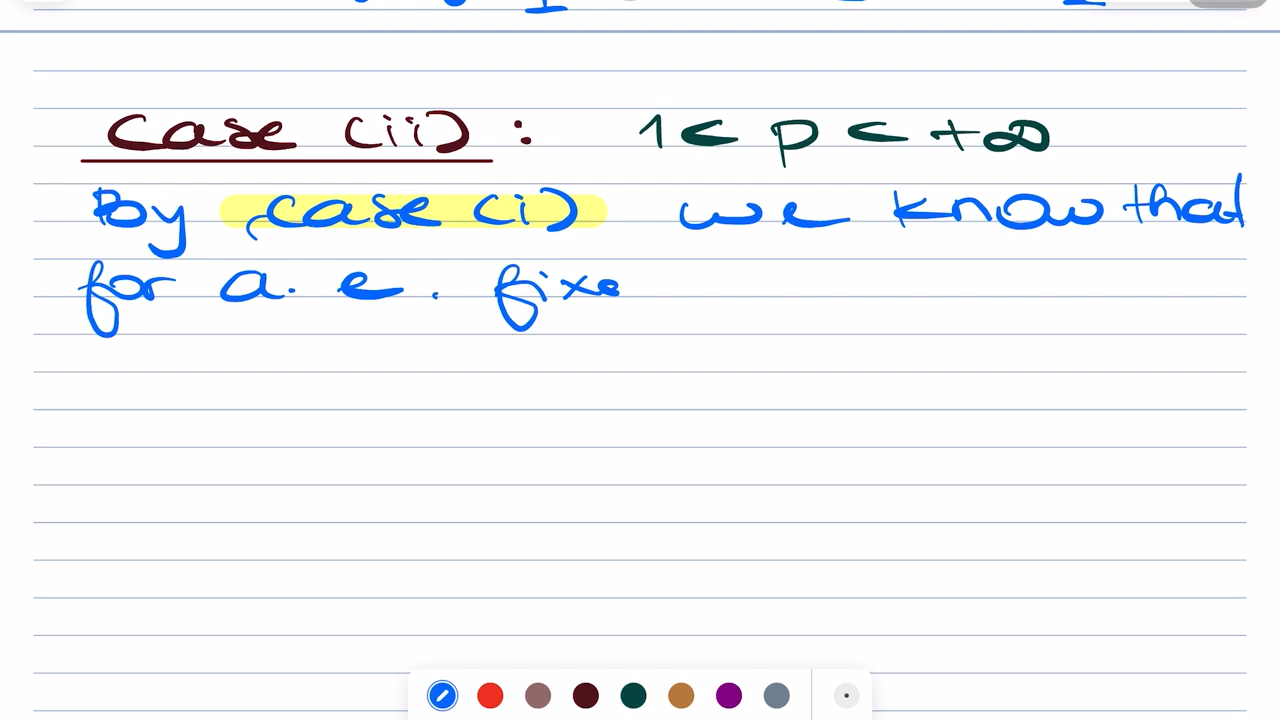 Case (ii) : 1 < p < +∞
By case (i) we know that
for a. e. fixe